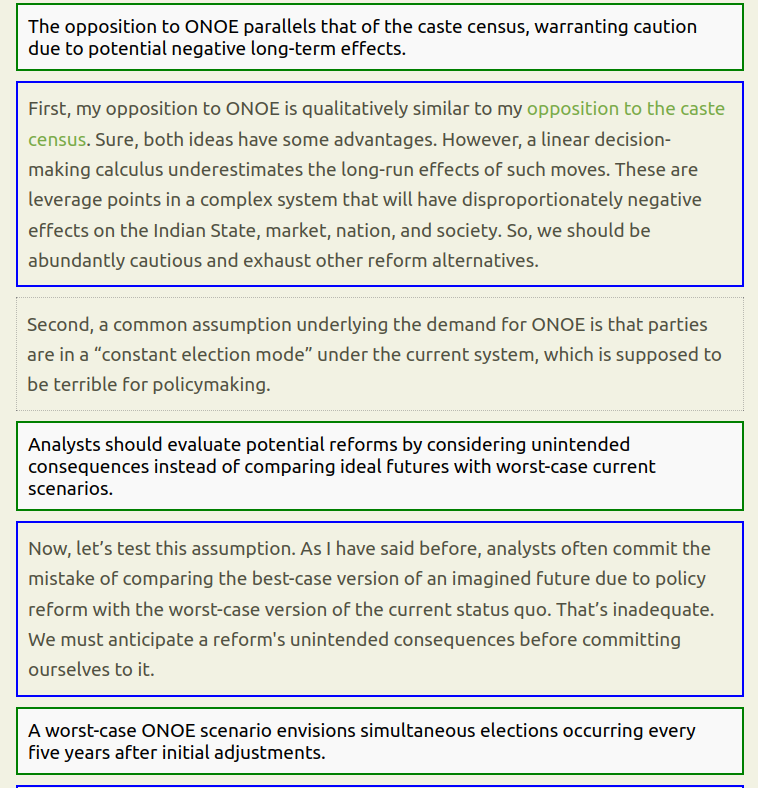 The opposition to ONOE parallels that of the caste census, warranting caution
due to potential negative long-term effects.
First, my opposition to ONOE is qualitatively similar to my opposition to the caste
census. Sure, both ideas have some advantages. However, a linear decision-
making calculus underestimates the long-run effects of such moves. These are
leverage points in a complex system that will have disproportionately negative
effects on the Indian State, market, nation, and society. So, we should be
abundantly cautious and exhaust other reform alternatives.
Second, a common assumption underlying the demand for ONOE is that parties
are in a “constant election mode” under the current system, which is supposed to
be terrible for policymaking.
Analysts should evaluate potential reforms by considering unintended
consequences instead of comparing ideal futures with worst-case current
scenarios.
Now, let’s test this assumption. As I have said before, analysts often commit the
mistake of comparing the best-case version of an imagined future due to policy
reform with the worst-case version of the current status quo. That’s inadequate.
We must anticipate a reform's unintended consequences before committing
ourselves to it.
A worst-case ONOE scenario envisions simultaneous elections occurring every
five years after initial adjustments.